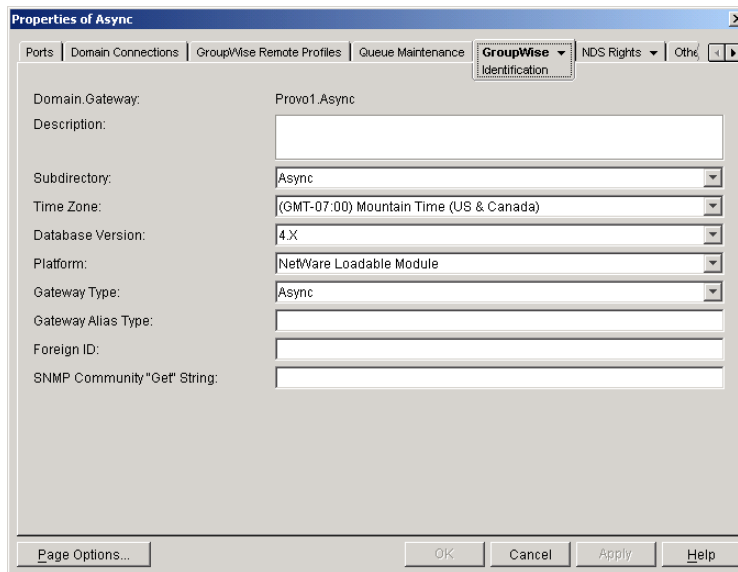 Properties of Async
Ports Domain Connections GroupWise Remote Profiles Queue Maintenance GroupWise NDS Rights
Identification
Domain.Gateway: Provo1.Async
Description:
Subdirectory: Async
Time Zone: (GMT-07:00) Mountain Time (US & Canada)
Database Version: 4.X
Platform: NetWare Loadable Module
Gateway Type: Async
Gateway Alias Type:
Foreign ID:
SNMP Community "Get" String:
Page Options... OK Cancel Apply Help